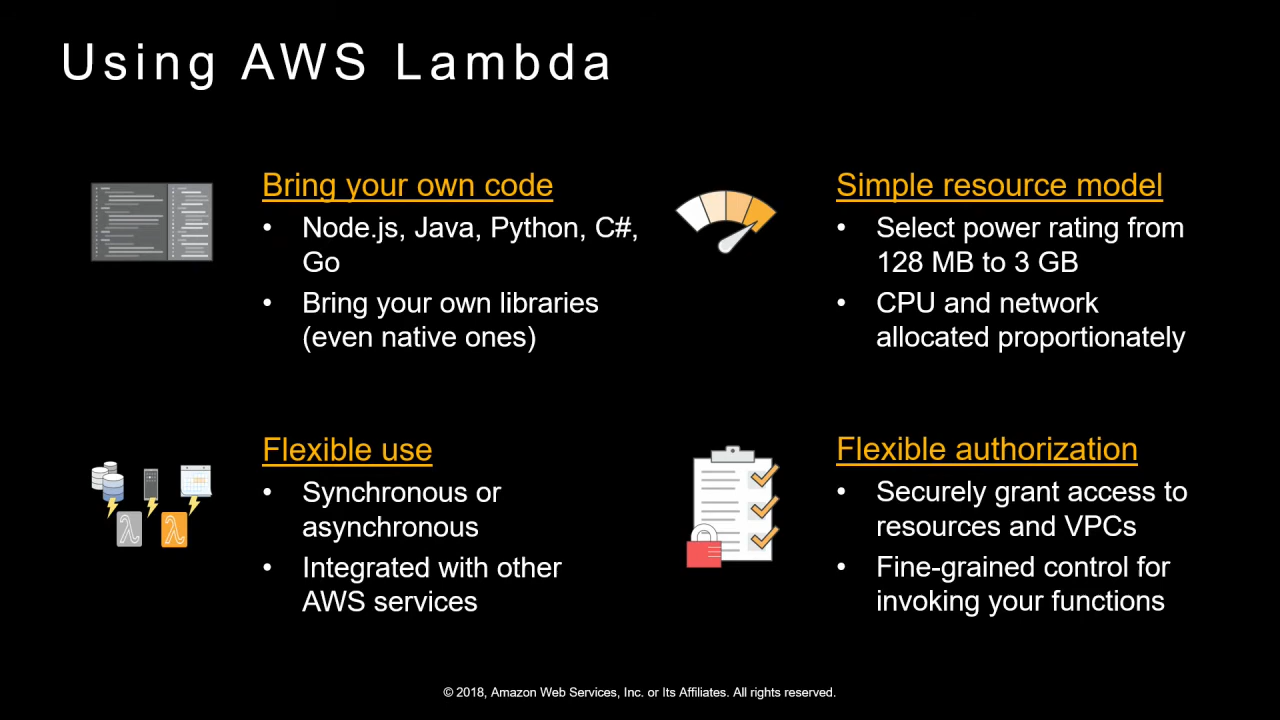 Using AWS Lambda
Bring your own code
• Node.js, Java, Python, C#,
Go
• Bring your own libraries
(even native ones)
Simple resource model
• Select power rating from
128 MB to 3 GB
• CPU and network
allocated proportionately
Flexible use
• Synchronous or
asynchronous
• Integrated with other
AWS services
Flexible authorization
• Securely grant access to
resources and VPCs
• Fine-grained control for
invoking your functions
© 2018, Amazon Web Services, Inc. or Its Affiliates. All rights reserved.